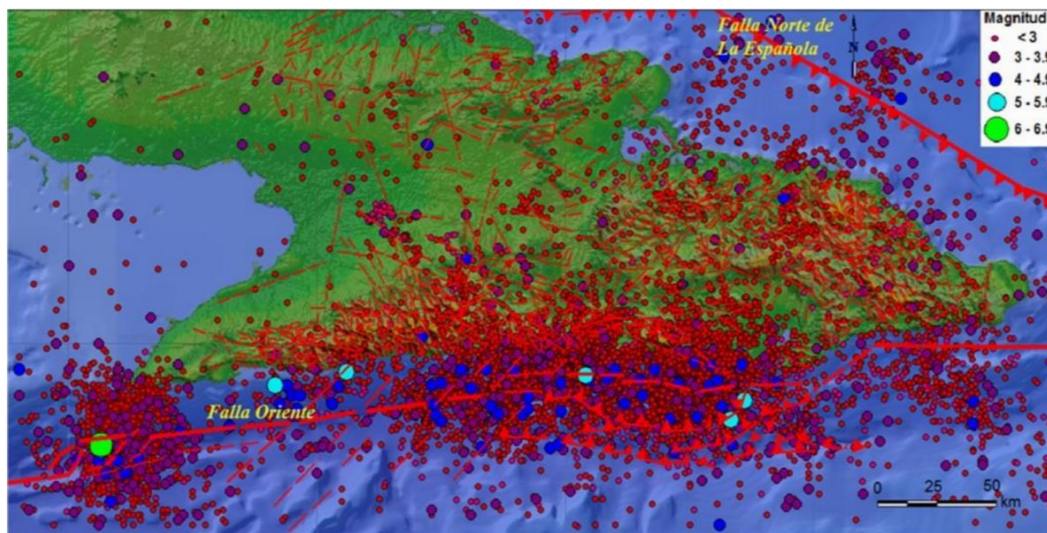 Falla Norte de
La Española
N
Magnitud
< 3
3 - 3.9
4 - 4.9
5 - 5.9
6 - 6.9
Falla Oriente
0 25 50
km